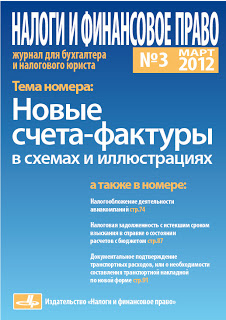 НАЛОГИ И ФИНАНСОВОЕ ПРАВО
журнал для бухгалтера
и налогового юриста
№3
МАРТ
2012
Тема номера:
Новые
счета-фактуры
в схемах и иллюстрациях
а также в номере:
Налогообложение деятельности
авиакомпаний стр.74
Налоговая задолженность с истекшим сроком
взыскания в справке о состоянии
расчетов с бюджетом стр.87
Документальное подтверждение
транспортных расходов, или о необходимости
составления транспортной накладной
по новой форме стр.91
Издательство «Налоги и финансовое право»